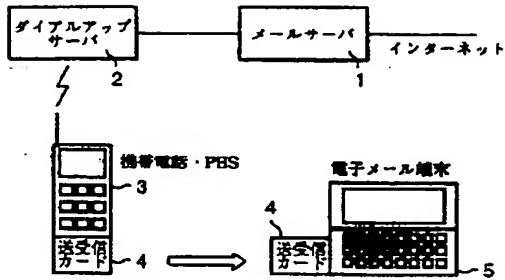 ダイアルアップ
サーバ
2
メールサーバ
1
インターネット
携帯電話・PHS
3
送受信
カード
4
電子メール端末
4
送受信
カード
5